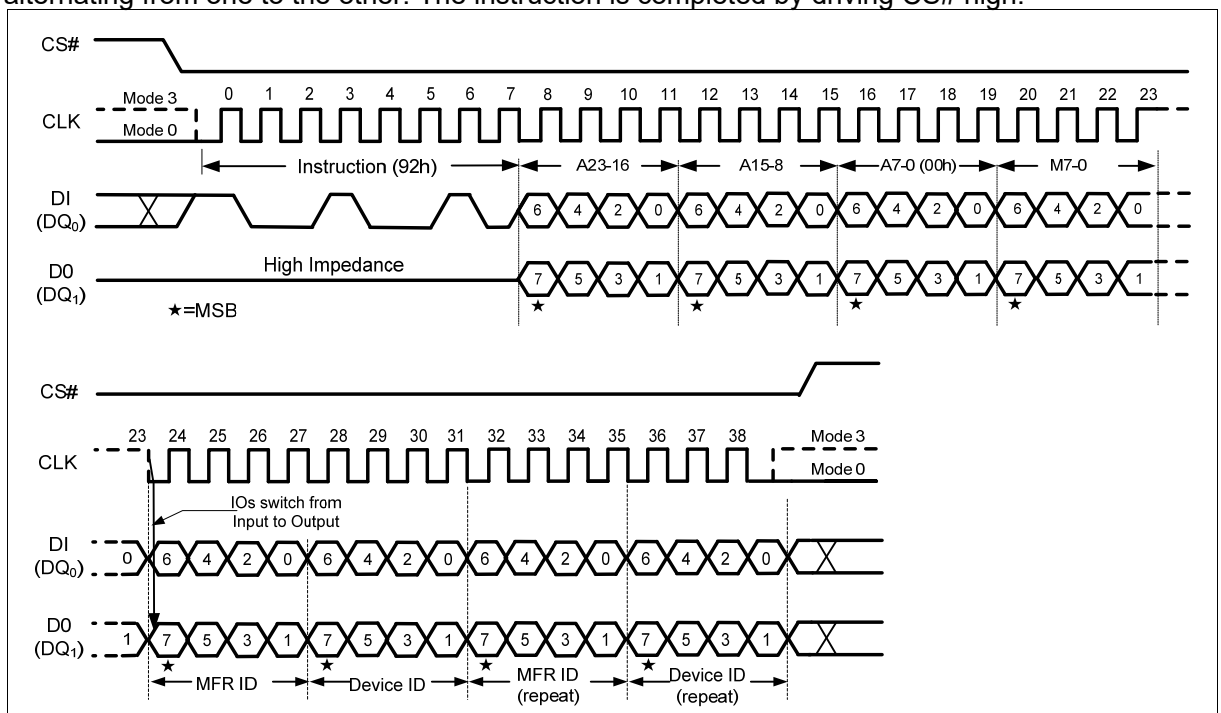 alternating from one to the other. The instruction is completed by driving CS# high.
CS#
Mode 3 0 1 2 3 4 5 6 7 8 9 10 11 12 13 14 15 16 17 18 19 20 21 22 23
CLK
Mode 0
Instruction (92h) A23-16 A15-8 A7-0 (00h) M7-0
DI
(DQ0) 6 4 2 0 6 4 2 0 6 4 2 0 6 4 2 0
High Impedance
D0
(DQ1) 7 5 3 1 7 5 3 1 7 5 3 1 7 5 3 1
★=MSB ★ ★ ★ ★
CS#
23 24 25 26 27 28 29 30 31 32 33 34 35 36 37 38 Mode 3
CLK
Mode 0
IOs switch from
Input to Output
DI
(DQ0) 0 6 4 2 0 6 4 2 0 6 4 2 0 6 4 2 0
D0
(DQ1) 1 7 5 3 1 7 5 3 1 7 5 3 1 7 5 3 1
★ ★ ★ ★
MFR ID Device ID MFR ID Device ID
(repeat) (repeat)